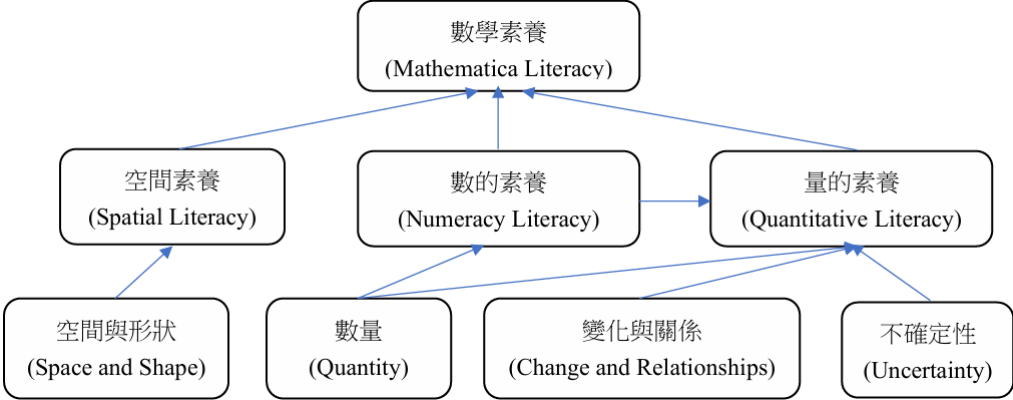 數學素養
(Mathematica Literacy)
空間素養
(Spatial Literacy)
數的素養
(Numeracy Literacy)
量的素養
(Quantitative Literacy)
空間與形狀
(Space and Shape)
數量
(Quantity)
變化與關係
(Change and Relationships)
不確定性
(Uncertainty)